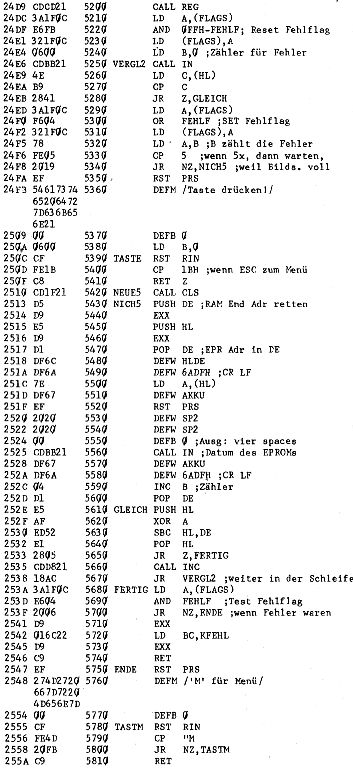 24D9 CDCD21 5200 CALL REG
24DC 3A1F0C 5210 LD A,(FLAGS)
24DF E6FB 5220 AND 0FFH-FEHLF; Reset Fehlflag
24E1 321F0C 5230 LD (FLAGS),A
24E4 0600 5240 LD B,0 ;Zähler für Fehler
24E6 CDBB21 5250 VERGL2 CALL IN
24E9 4E 5260 LD C,(HL)
24EA B9 5270 CP C
24EB 2841 5280 JR Z,GLEICH
24ED 3A1F0C 5290 LD A,(FLAGS)
24F0 F604 5300 OR FEHLF ;SET Fehlflag
24F2 321F0C 5310 LD (FLAGS),A
24F5 78 5320 LD A,B ;B zählt die Fehler
24F6 FE05 5330 CP 5 ;wenn 5x, dann warten,
24F8 2019 5340 JR NZ,NICH5 ;weil Bilds. voll
24FA EF 5350 RST PRS
24F3 54617374 5360 DEFM /Taste drücken!/
65206472
7D636B65
6E21
2509 00 5370 DEFB 0
250A 0600 5380 LD B,0
250C CF 5390 TASTE RST RIN
250D FE1B 5400 CP 1BH ;wenn ESC zum Menü
250F C8 5410 RET Z
2510 CD1F21 5420 NEUE5 CALL CLS
2513 D5 5430 NICH5 PUSH DE ;RAM End Adr retten
2514 D9 5440 EXX
2515 E5 5450 PUSH HL
2516 D9 5460 EXX
2517 D1 5470 POP DE ;EPR Adr in DE
2518 DF6C 5480 DEFW HLDE
251A DF6A 5490 DEFW 6ADFH ;CR LF
251C 7E 5500 LD A,(HL)
251D DF67 5510 DEFW AKKU
251F EF 5520 RST PRS
2520 2020 5530 DEFW SP2
2522 2020 5540 DEFW SP2
2524 00 5550 DEFB 0 ;Ausg: vier spaces
2525 CDBB21 5560 CALL IN ;Datum des EPROMs
2528 DF67 5570 DEFW AKKU
252A DF6A 5580 DEFW 6ADFH ;CR LF
252C 04 5590 INC B ;Zähler
252D D1 5600 POP DE
252E E5 5610 GLEICH PUSH HL
252F AF 5620 XOR A
2530 ED52 5630 SBC HL,DE
2532 E1 5640 POP HL
2533 2805 5650 JR Z,FERTIG
2535 CDD821 5660 CALL INC
2538 18AC 5670 JR VERGL2 ;weiter in der Schleife
253A 3A1F0C 5680 FERTIG LD A,(FLAGS)
253D E604 5690 AND FEHLF ;Test Fehlflag
253F 2006 5700 JR NZ,ENDE ;wenn Fehler waren
2541 D9 5710 EXX
2542 016C22 5720 LD BC,KFEHL
2545 D9 5730 EXX
2546 C9 5740 RET
2547 EF 5750 ENDE RST PRS
2548 274D2720 5760 DEFM /'M' für Menü/
667D7220
4D656E7D
2554 00 5770 DEFB 0
2555 CF 5780 TASTM RST RIN
2556 FE4D 5790 CP "M
2558 20FB 5800 JR NZ,TASTM
255A C9 5810 RET